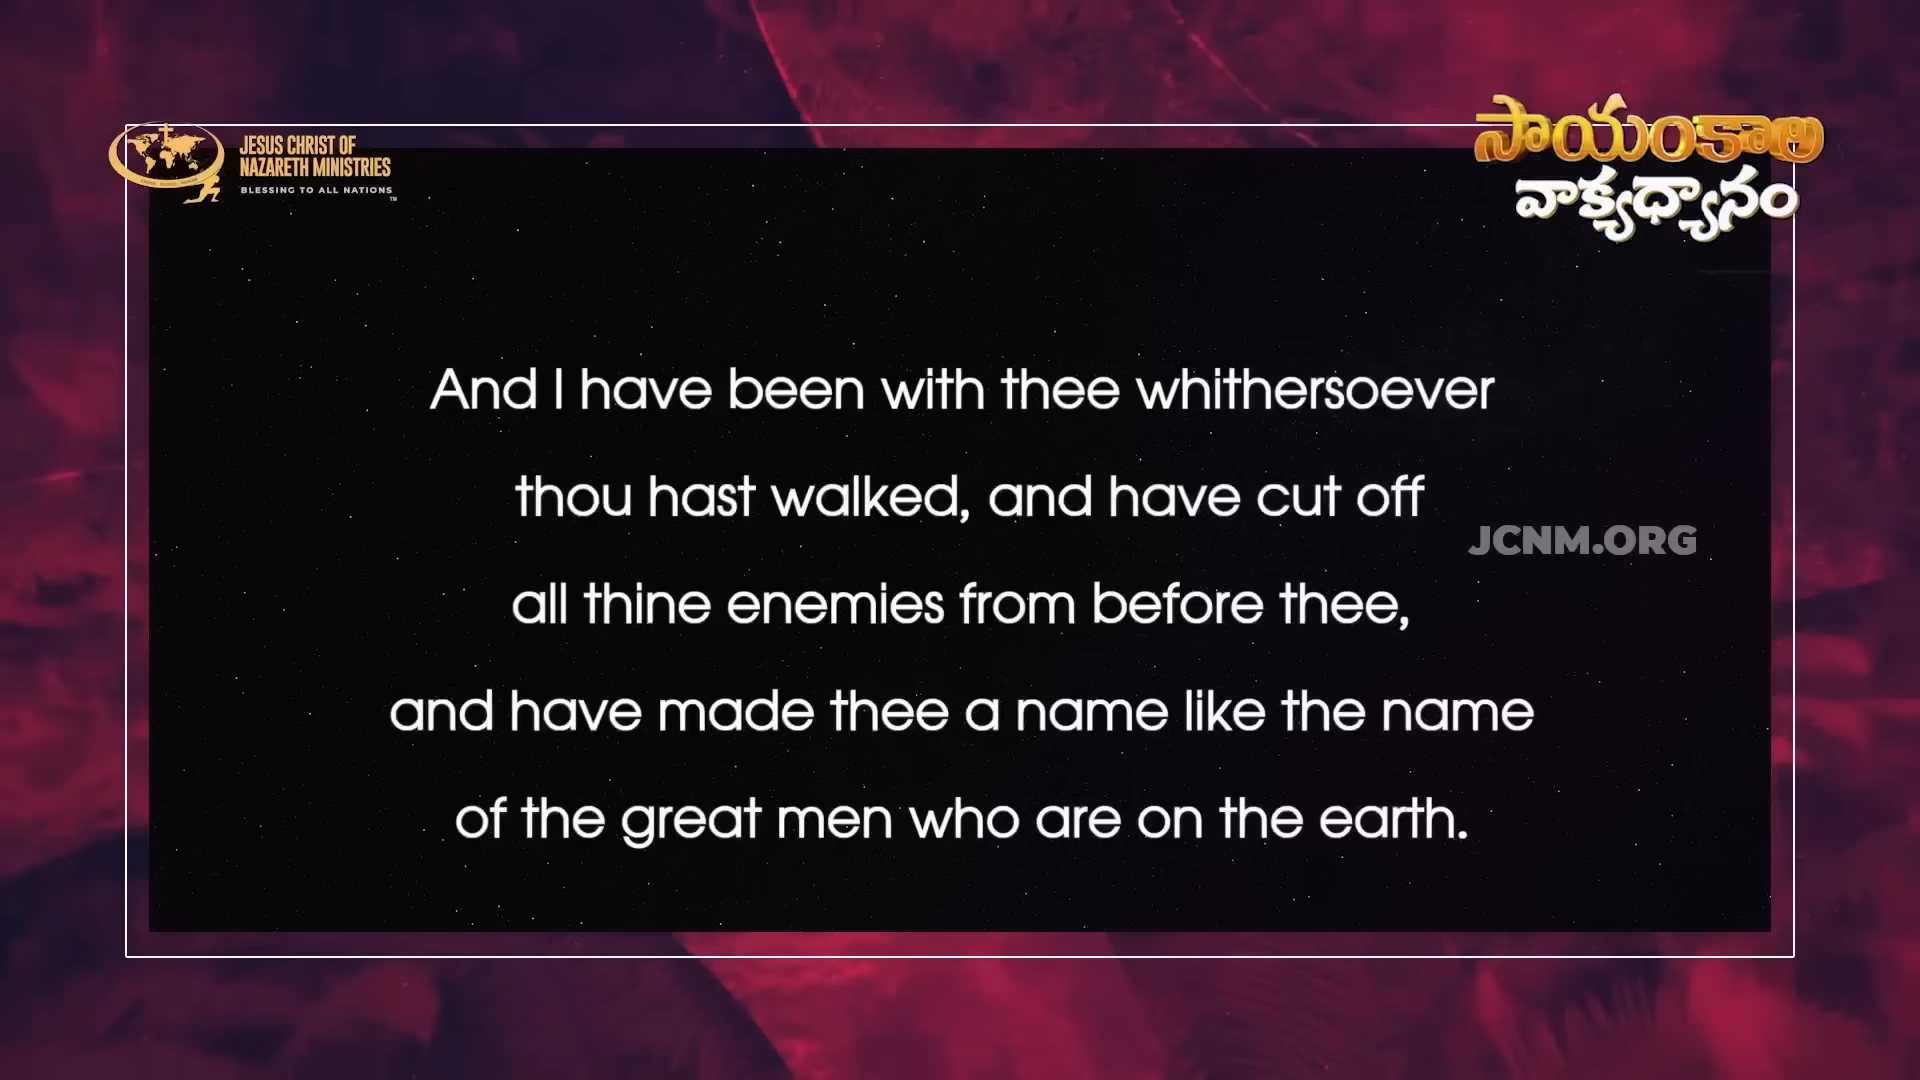 JESUS CHRIST OF
NAZARETH MINISTRIES
BLESSING TO ALL NATIONS
TM
సాయంకాల
వాక్యధ్యానం
And I have been with thee whithersoever
thou hast walked, and have cut off
all thine enemies from before thee,
and have made thee a name like the name
of the great men who are on the earth.
JCNM.ORG